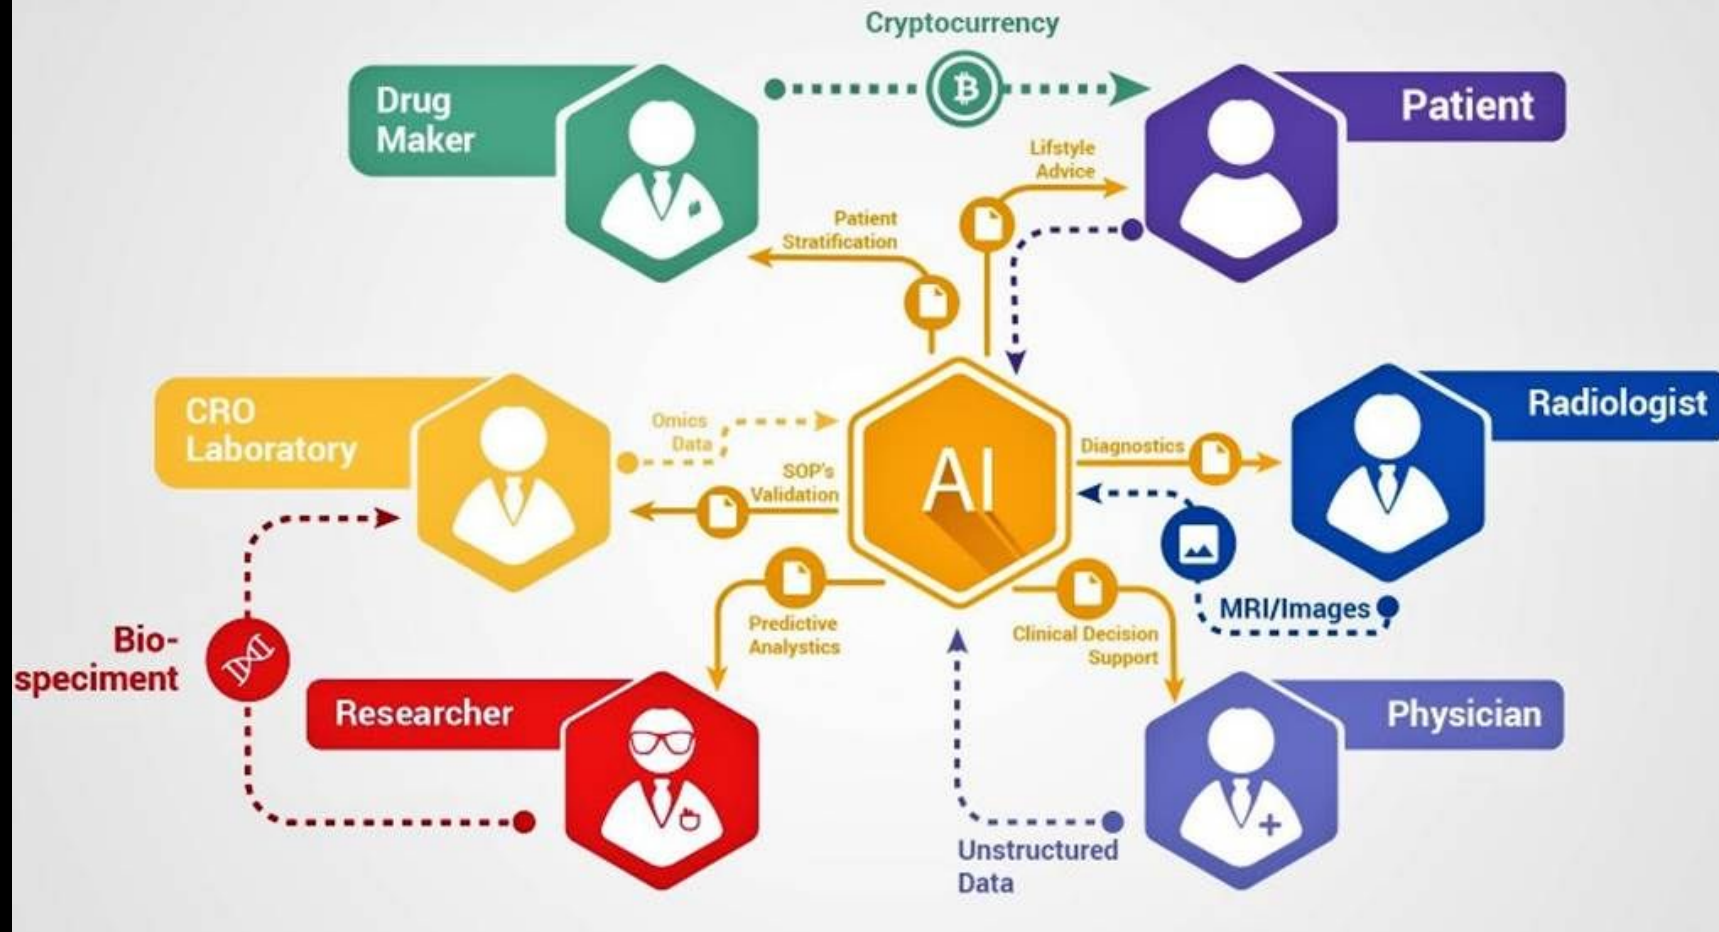 Cryptocurrency
Drug
Maker
Patient
Lifstyle
Advice
Patient
Stratification
CRO
Laboratory
Omics
Data
SOP's
Validation
AI
Diagnostics
Radiologist
MRI/Images
Predictive
Analystics
Clinical Decision
Support
Bio-
speciment
Researcher
Physician
Unstructured
Data